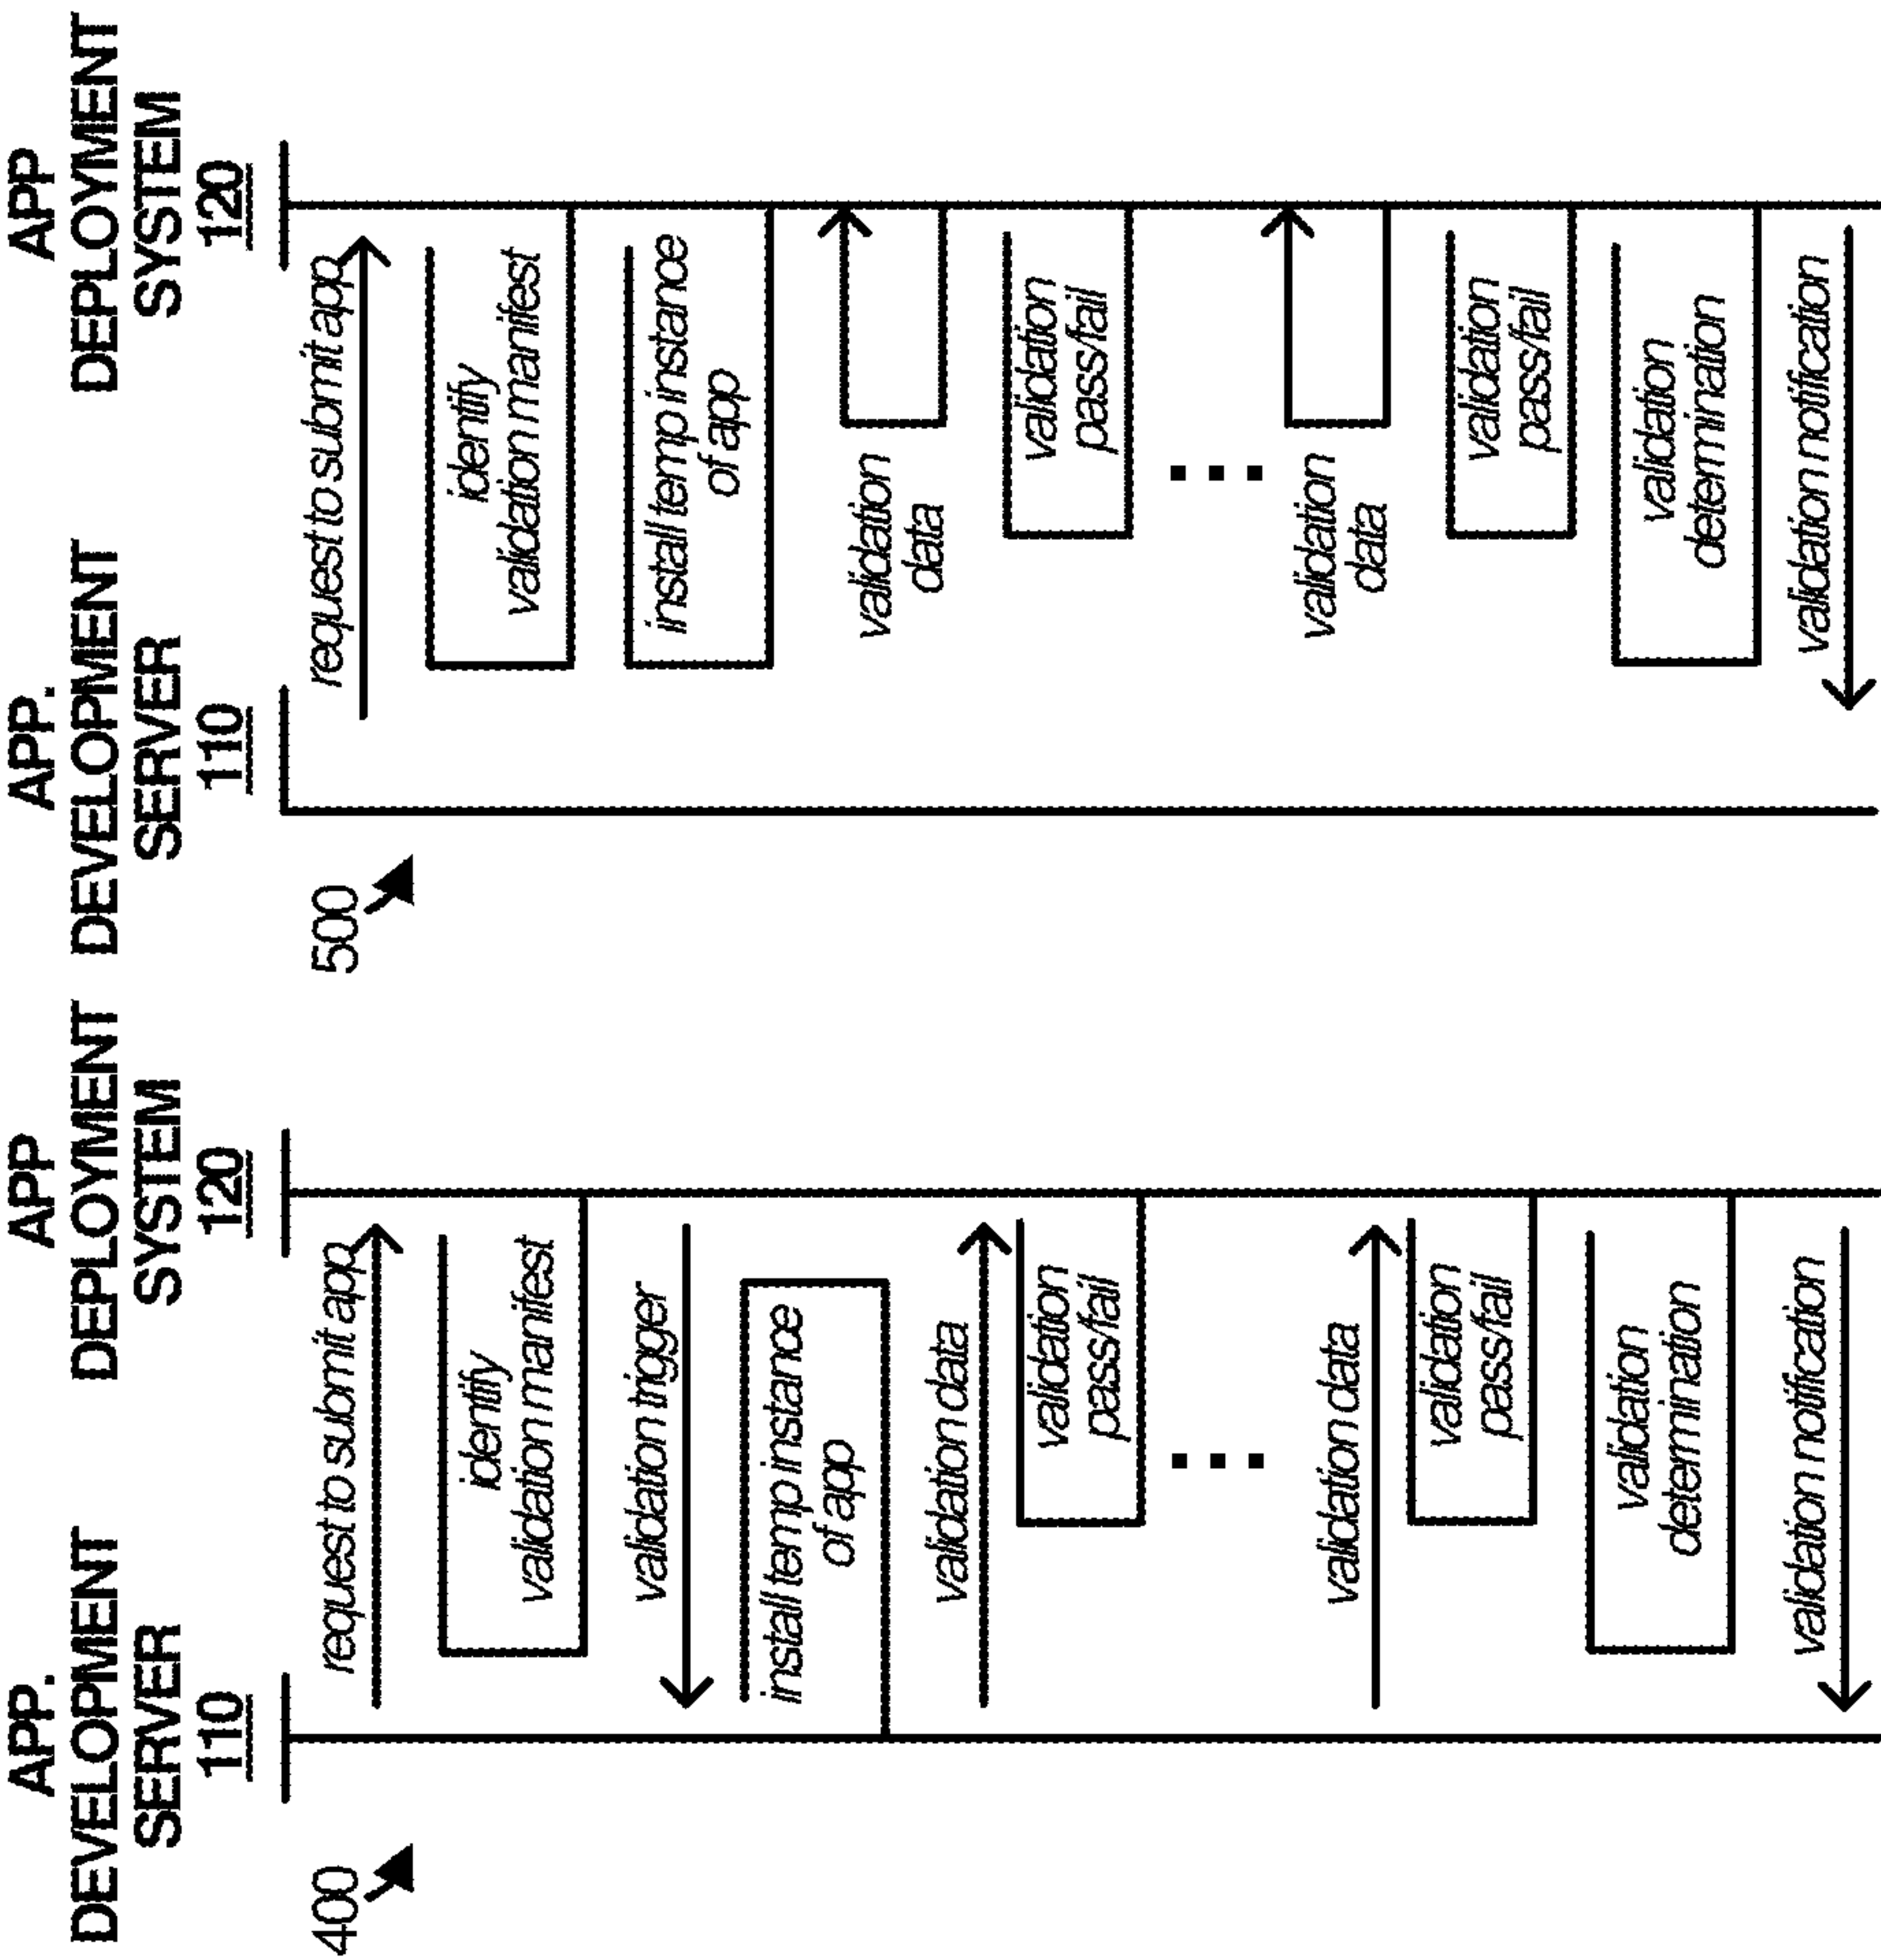 400
APP.
DEVELOPMENT
SERVER
110
APP
DEPLOYMENT
SYSTEM
120
request to submit app
identify
validation manifest
validation trigger
install temp instance
of app
validation data
validation
pass/fail
validation data
validation
pass/fail
validation
determination
validation notification
500
APP.
DEVELOPMENT
SERVER
110
APP
DEPLOYMENT
SYSTEM
120
request to submit app
identify
validation manifest
install temp instance
of app
validation
data
validation
pass/fail
validation
data
validation
pass/fail
validation
determination
validation notification